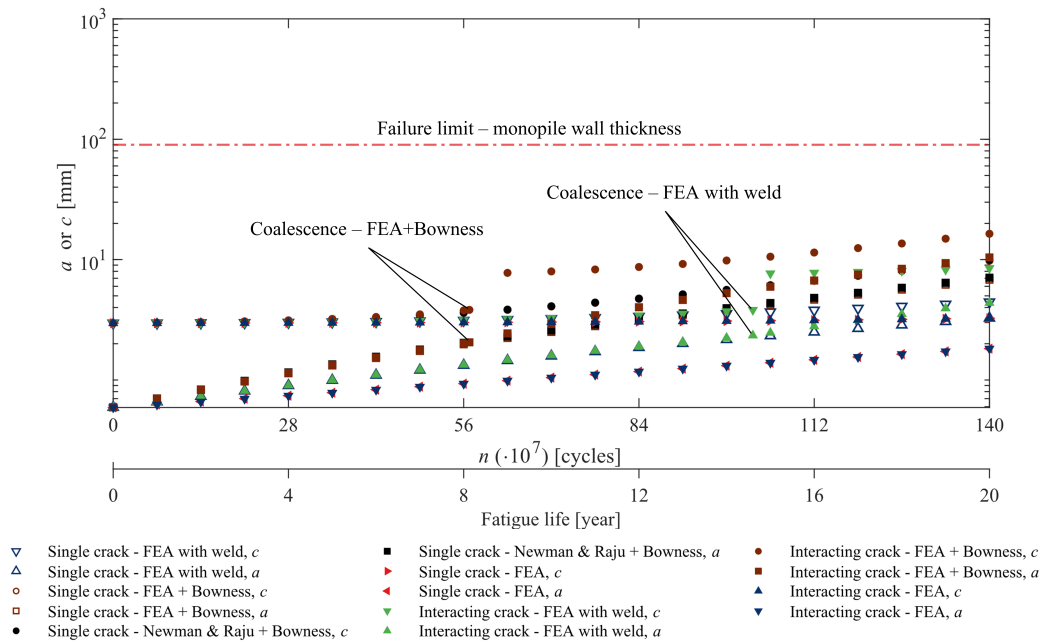 10³
Failure limit – monopile wall thickness
10²
a or c [mm]
Coalescence – FEA with weld
Coalescence – FEA+Bowness
10¹
0 28 56 84 112 140
n (·10⁷) [cycles]
0 4 8 12 16 20
Fatigue life [year]
Single crack - FEA with weld, c
Single crack - FEA with weld, a
Single crack - FEA + Bowness, c
Single crack - FEA + Bowness, a
Single crack - Newman & Raju + Bowness, c
Single crack - Newman & Raju + Bowness, a
Single crack - FEA, c
Single crack - FEA, a
Interacting crack - FEA with weld, c
Interacting crack - FEA with weld, a
Interacting crack - FEA + Bowness, c
Interacting crack - FEA + Bowness, a
Interacting crack - FEA, c
Interacting crack - FEA, a